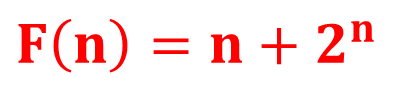 F(n) = n + 2ⁿ